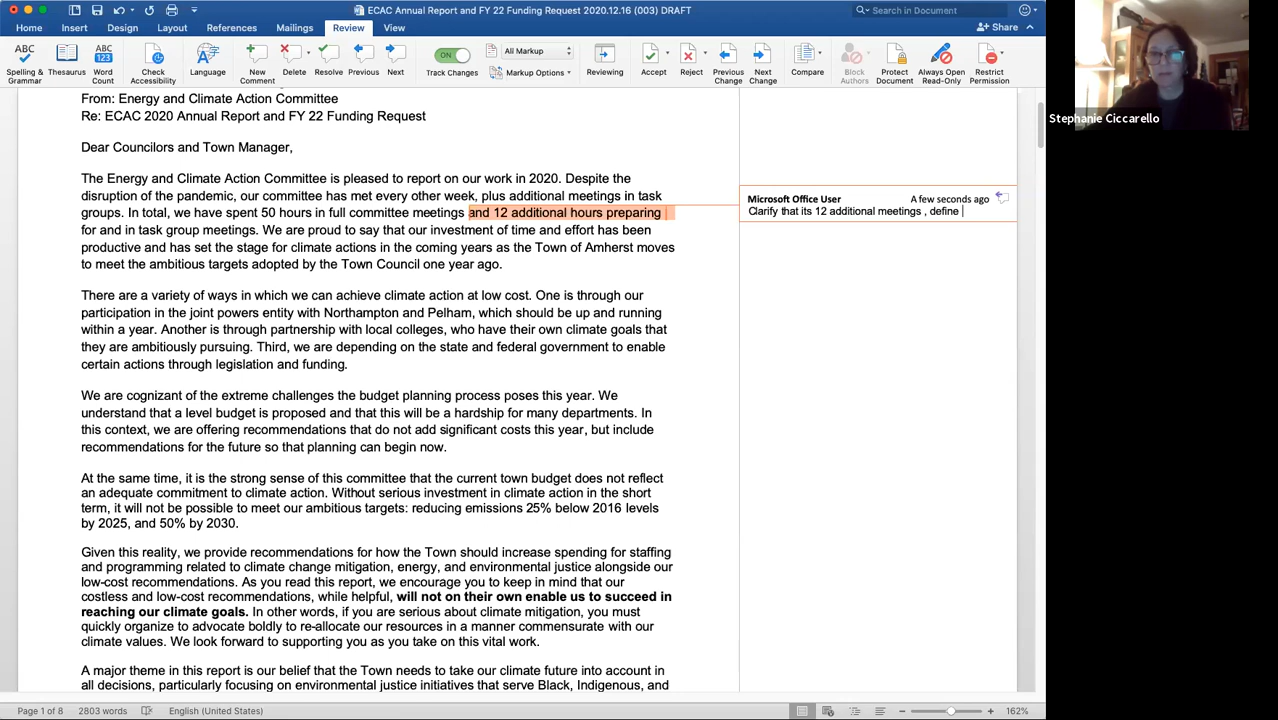 ECAC Annual Report and FY 22 Funding Request 2020.12.16 (003) DRAFT
Search in Document
Home Insert Design Layout References Mailings Review View
Share
ABC
ABC
123
Spelling & Grammar
Thesaurus
Word Count
Check Accessibility
Language
New Comment
Delete
Resolve
Previous
Next
ON
Track Changes
All Markup
Markup Options
Reviewing
Accept
Reject
Previous Change
Next Change
Compare
Block Authors
Protect Document
Always Open Read-Only
Restrict Permission
Stephanie Ciccarello
From: Energy and Climate Action Committee
Re: ECAC 2020 Annual Report and FY 22 Funding Request
Dear Councilors and Town Manager,
The Energy and Climate Action Committee is pleased to report on our work in 2020. Despite the
disruption of the pandemic, our committee has met every other week, plus additional meetings in task
groups. In total, we have spent 50 hours in full committee meetings and 12 additional hours preparing
for and in task group meetings. We are proud to say that our investment of time and effort has been
productive and has set the stage for climate actions in the coming years as the Town of Amherst moves
to meet the ambitious targets adopted by the Town Council one year ago.
Microsoft Office User A few seconds ago
Clarify that its 12 additional meetings , define
There are a variety of ways in which we can achieve climate action at low cost. One is through our
participation in the joint powers entity with Northampton and Pelham, which should be up and running
within a year. Another is through partnership with local colleges, who have their own climate goals that
they are ambitiously pursuing. Third, we are depending on the state and federal government to enable
certain actions through legislation and funding.
We are cognizant of the extreme challenges the budget planning process poses this year. We
understand that a level budget is proposed and that this will be a hardship for many departments. In
this context, we are offering recommendations that do not add significant costs this year, but include
recommendations for the future so that planning can begin now.
At the same time, it is the strong sense of this committee that the current town budget does not reflect
an adequate commitment to climate action. Without serious investment in climate action in the short
term, it will not be possible to meet our ambitious targets: reducing emissions 25% below 2016 levels
by 2025, and 50% by 2030.
Given this reality, we provide recommendations for how the Town should increase spending for staffing
and programming related to climate change mitigation, energy, and environmental justice alongside our
low-cost recommendations. As you read this report, we encourage you to keep in mind that our
costless and low-cost recommendations, while helpful, will not on their own enable us to succeed in
reaching our climate goals. In other words, if you are serious about climate mitigation, you must
quickly organize to advocate boldly to re-allocate our resources in a manner commensurate with our
climate values. We look forward to supporting you as you take on this vital work.
A major theme in this report is our belief that the Town needs to take our climate future into account in
all decisions, particularly focusing on environmental justice initiatives that serve Black, Indigenous, and
Page 1 of 8 2803 words English (United States) 162%